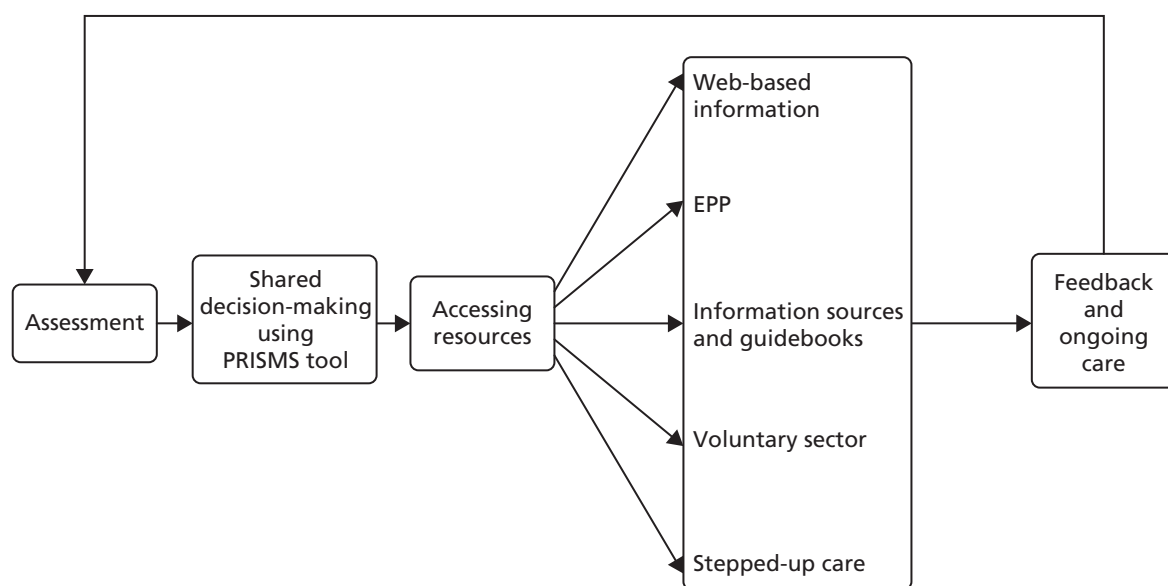 Assessment
Shared
decision-making
using
PRISMS tool
Accessing
resources
Web-based
information
EPP
Information sources
and guidebooks
Voluntary sector
Stepped-up care
Feedback
and
ongoing
care